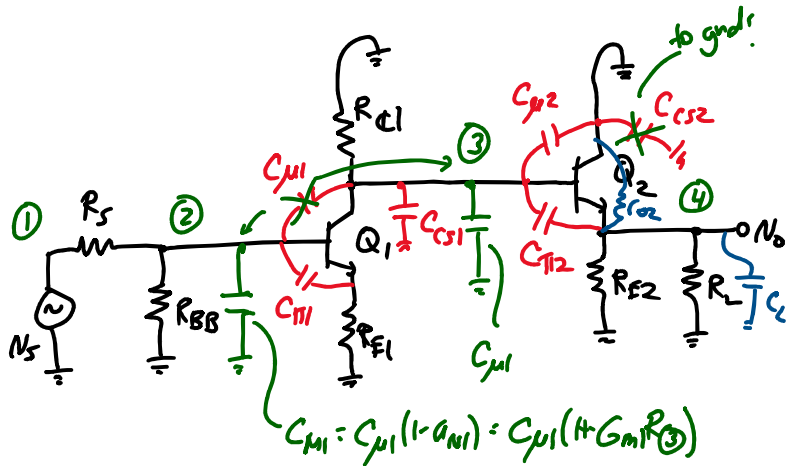 to gnd!
Cμ2
CCS2
RC1
③
Cμ1
Q2
④
①
RS
②
ro2
CCS1
Q1
Cπ2
No
RBB
Cπ1
RE2
RL
CL
NS
RE1
Cμ1
CM1 = Cμ1(1-aN1) = Cμ1(1+Gm1R③)